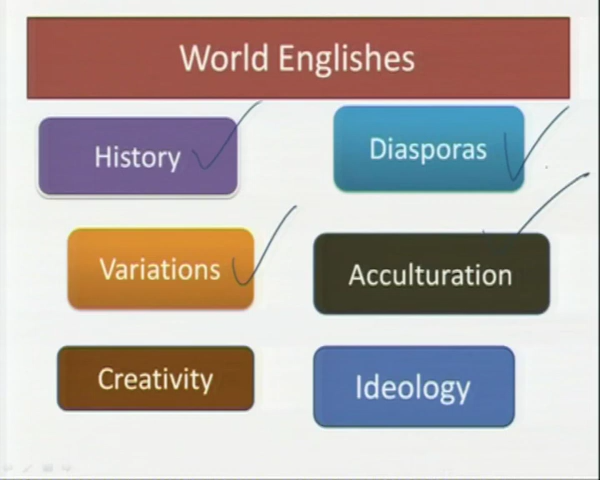 World Englishes
History
Diasporas
Variations
Acculturation
Creativity
Ideology